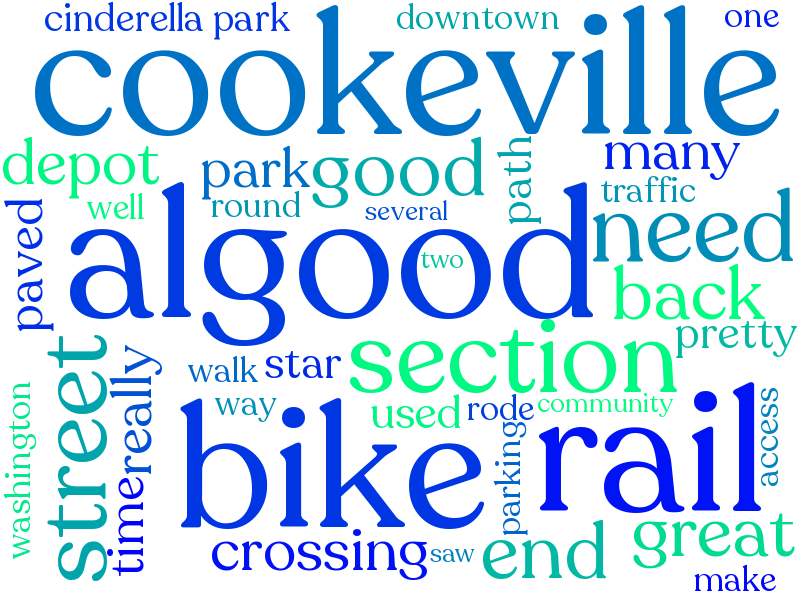 cinderella park
downtown
one
cookeville
depot
park
good
path
many
well
round
several
traffic
paved
algood
two
need
back
pretty
street
really
walk
star
section
way
used
rode
community
washington
time
bike
parking
rail
access
crossing
saw
end
great
make